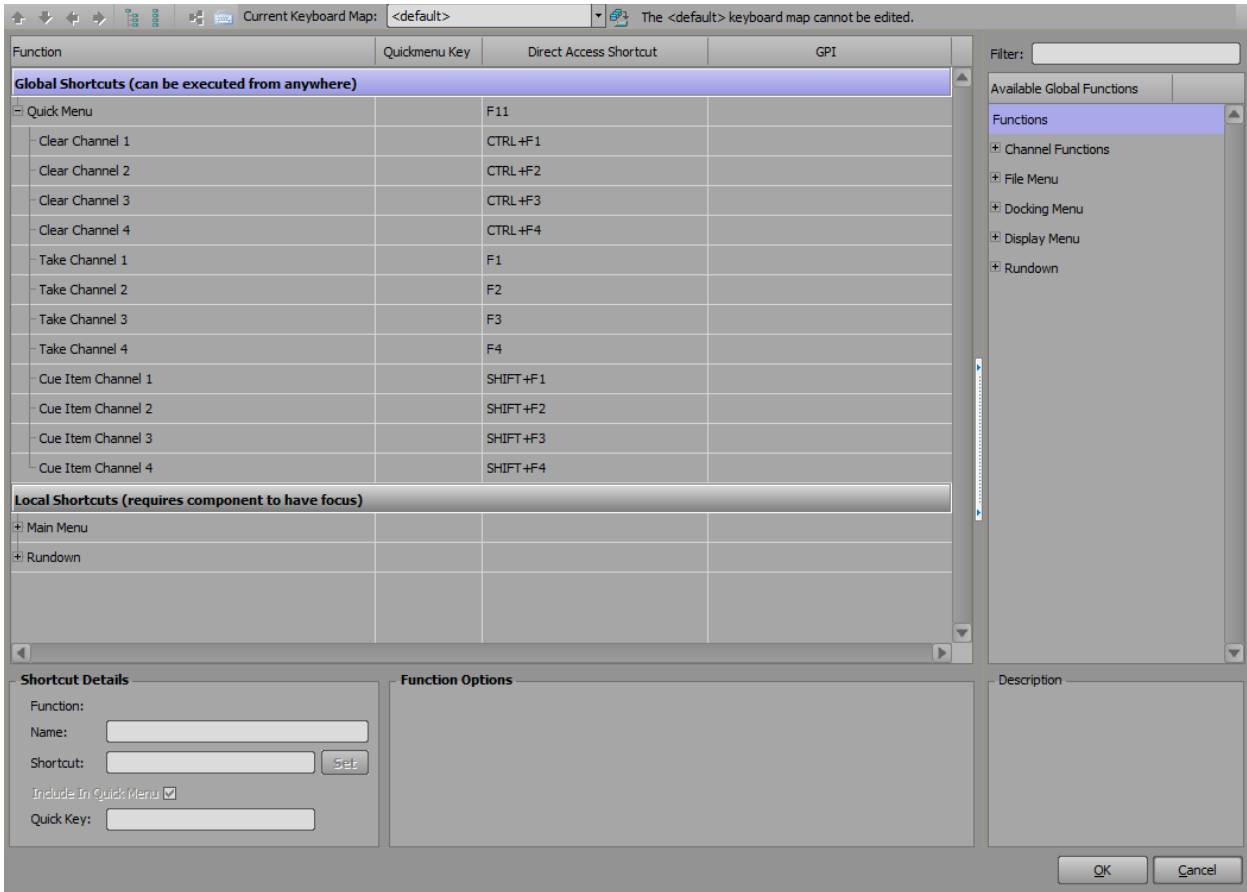 Current Keyboard Map: <default> The <default> keyboard map cannot be edited.
Function Quickmenu Key Direct Access Shortcut GPI
Global Shortcuts (can be executed from anywhere)
Quick Menu F11
Clear Channel 1 CTRL+F1
Clear Channel 2 CTRL+F2
Clear Channel 3 CTRL+F3
Clear Channel 4 CTRL+F4
Take Channel 1 F1
Take Channel 2 F2
Take Channel 3 F3
Take Channel 4 F4
Cue Item Channel 1 SHIFT+F1
Cue Item Channel 2 SHIFT+F2
Cue Item Channel 3 SHIFT+F3
Cue Item Channel 4 SHIFT+F4
Local Shortcuts (requires component to have focus)
Main Menu
Rundown
Filter:
Available Global Functions
Functions
Channel Functions
File Menu
Docking Menu
Display Menu
Rundown
Shortcut Details
Function:
Name:
Shortcut: Set
Include In Quick Menu
Quick Key:
Function Options
Description
OK Cancel